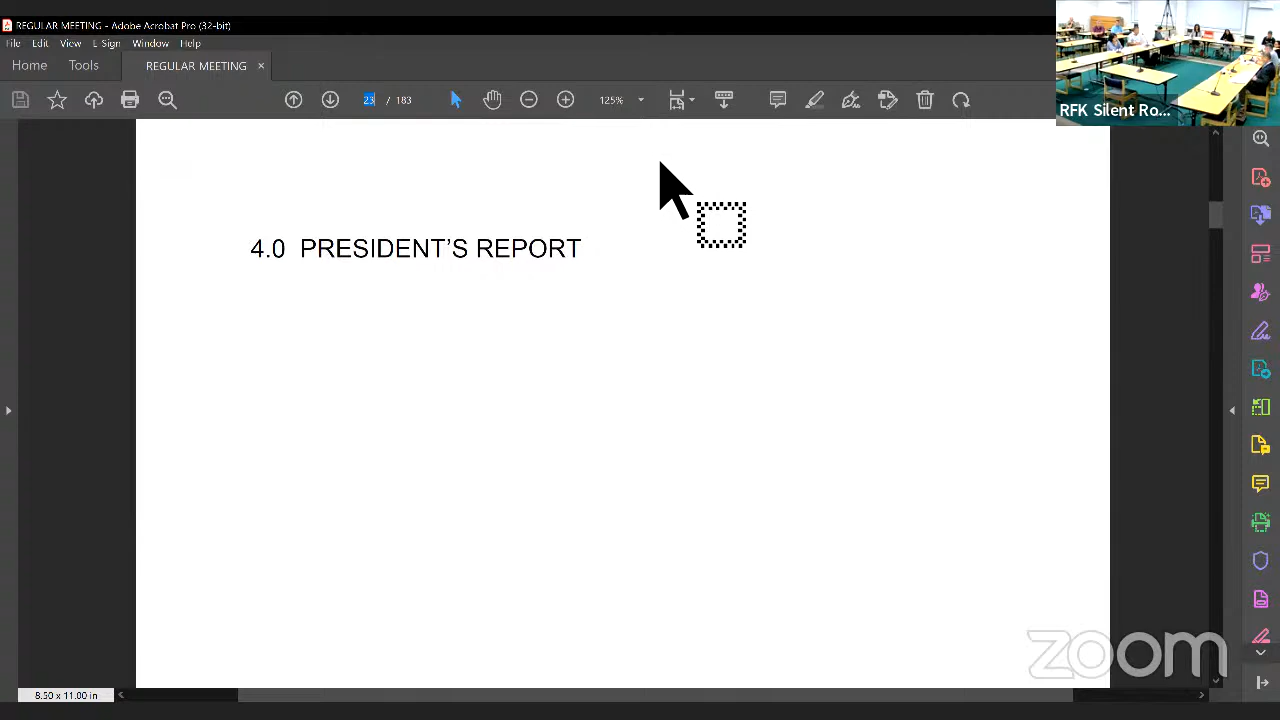 REGULAR MEETING - Adobe Acrobat Pro (32-bit)
File Edit View E-Sign Window Help
Home Tools REGULAR MEETING ×
23 / 183 125%
RFK Silent Ro...
4.0 PRESIDENT'S REPORT
zoom
8.50 x 11.00 in